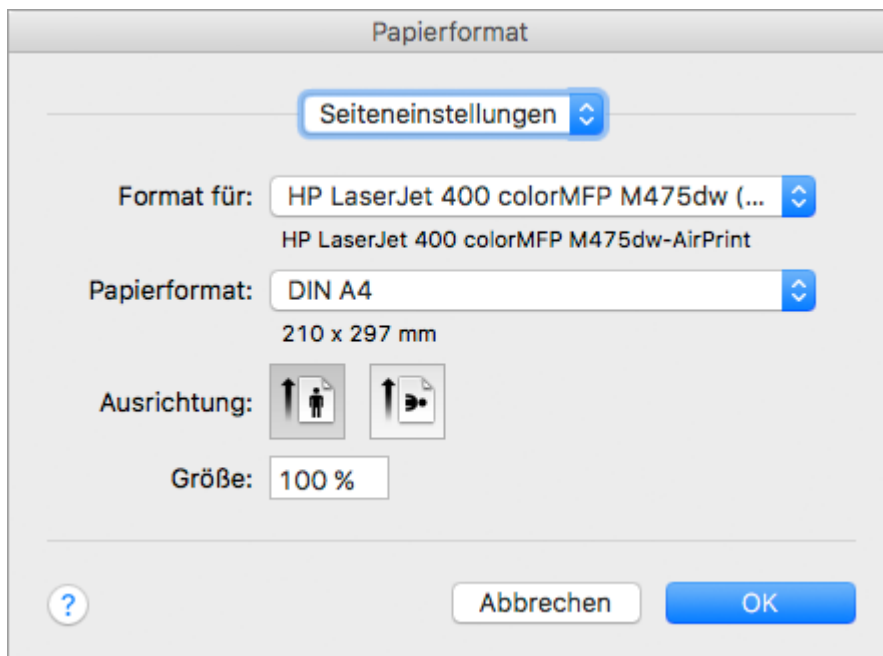 Papierformat
Seiteneinstellungen
Format für: HP LaserJet 400 colorMFP M475dw (...
HP LaserJet 400 colorMFP M475dw-AirPrint
Papierformat: DIN A4
210 x 297 mm
Ausrichtung:
Größe: 100 %
? Abbrechen OK